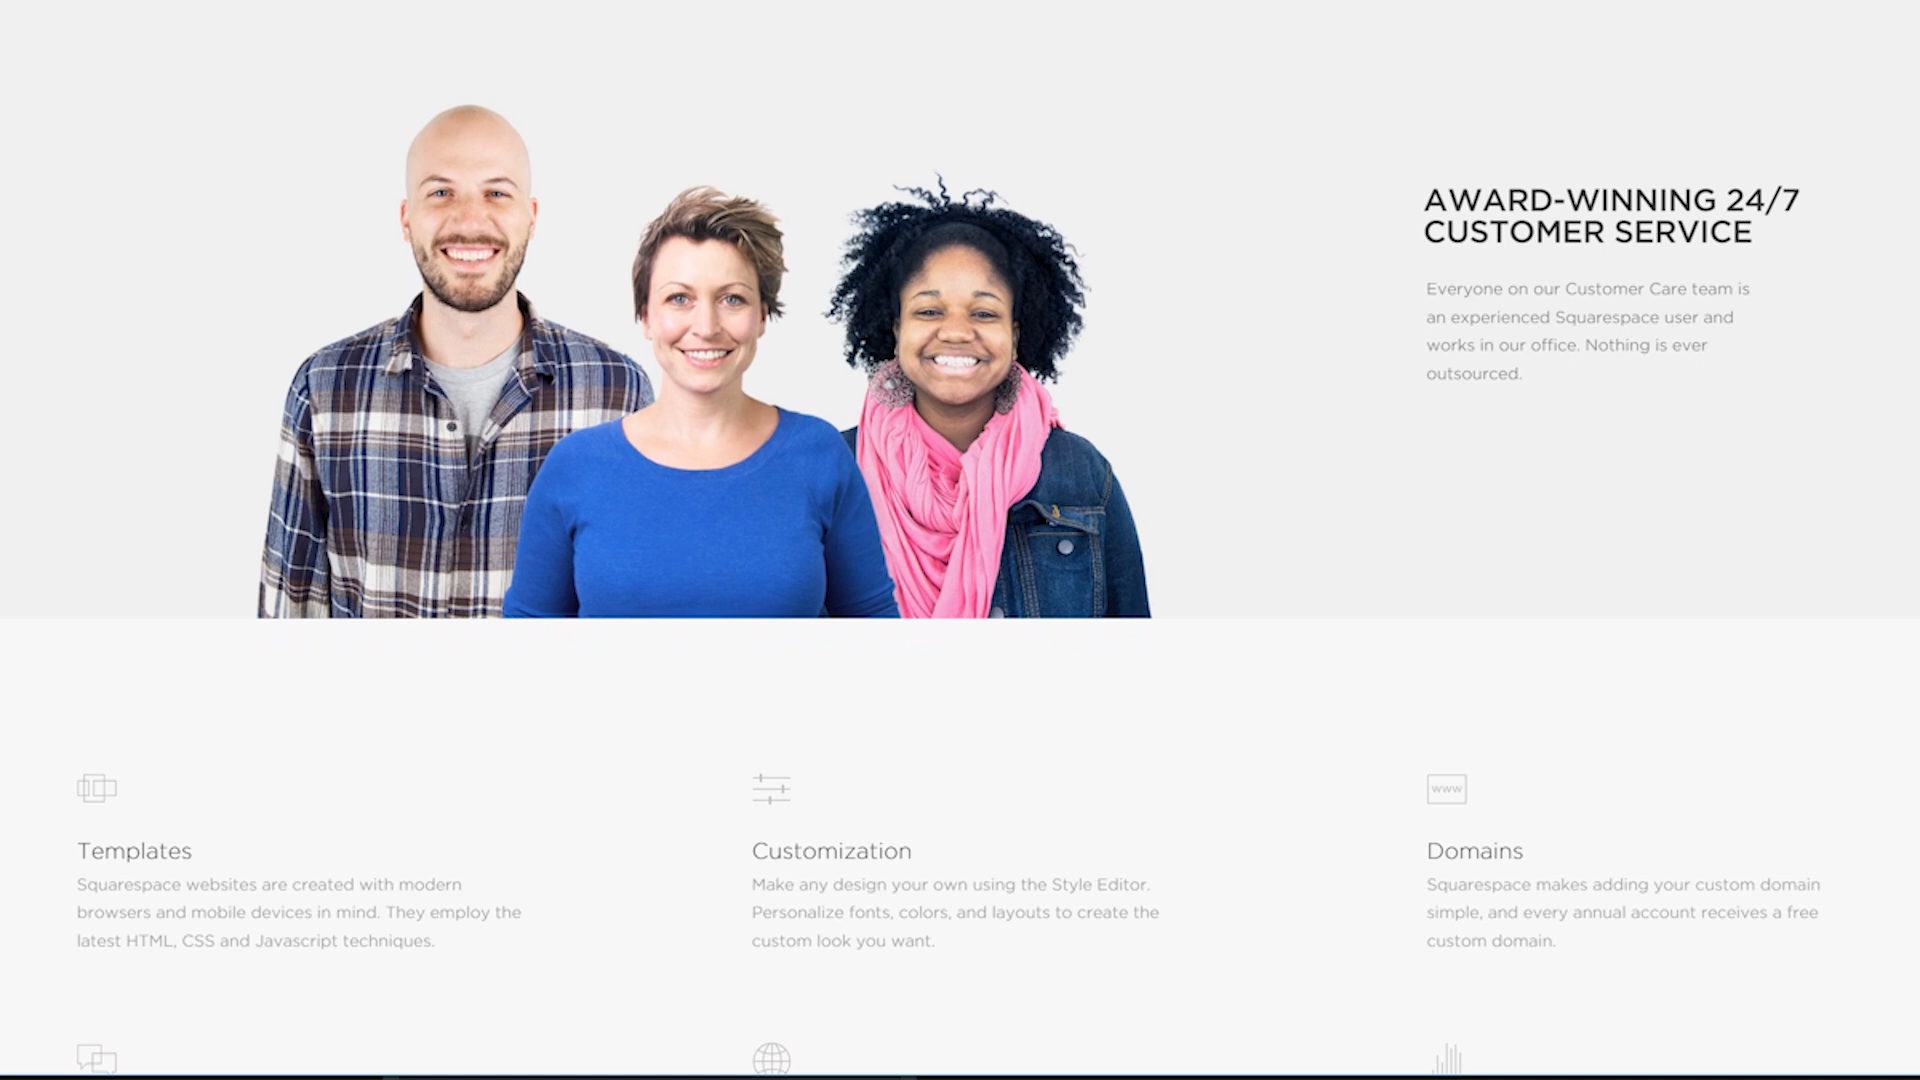 AWARD-WINNING 24/7
CUSTOMER SERVICE
Everyone on our Customer Care team is
an experienced Squarespace user and
works in our office. Nothing is ever
outsourced.
www
Templates
Squarespace websites are created with modern
browsers and mobile devices in mind. They employ the
latest HTML, CSS and Javascript techniques.
Customization
Make any design your own using the Style Editor.
Personalize fonts, colors, and layouts to create the
custom look you want.
Domains
Squarespace makes adding your custom domain
simple, and every annual account receives a free
custom domain.